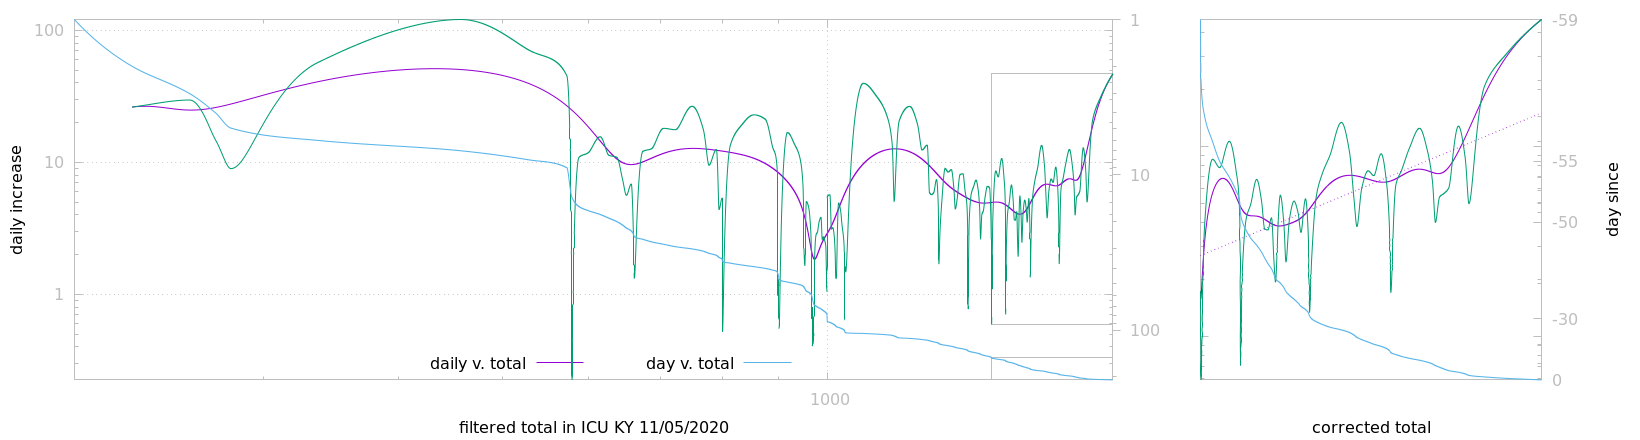 100
10
1
daily increase
1
10
100
daily v. total
day v. total
1000
filtered total in ICU KY 11/05/2020
-59
-55
-50
-30
0
day since
corrected total